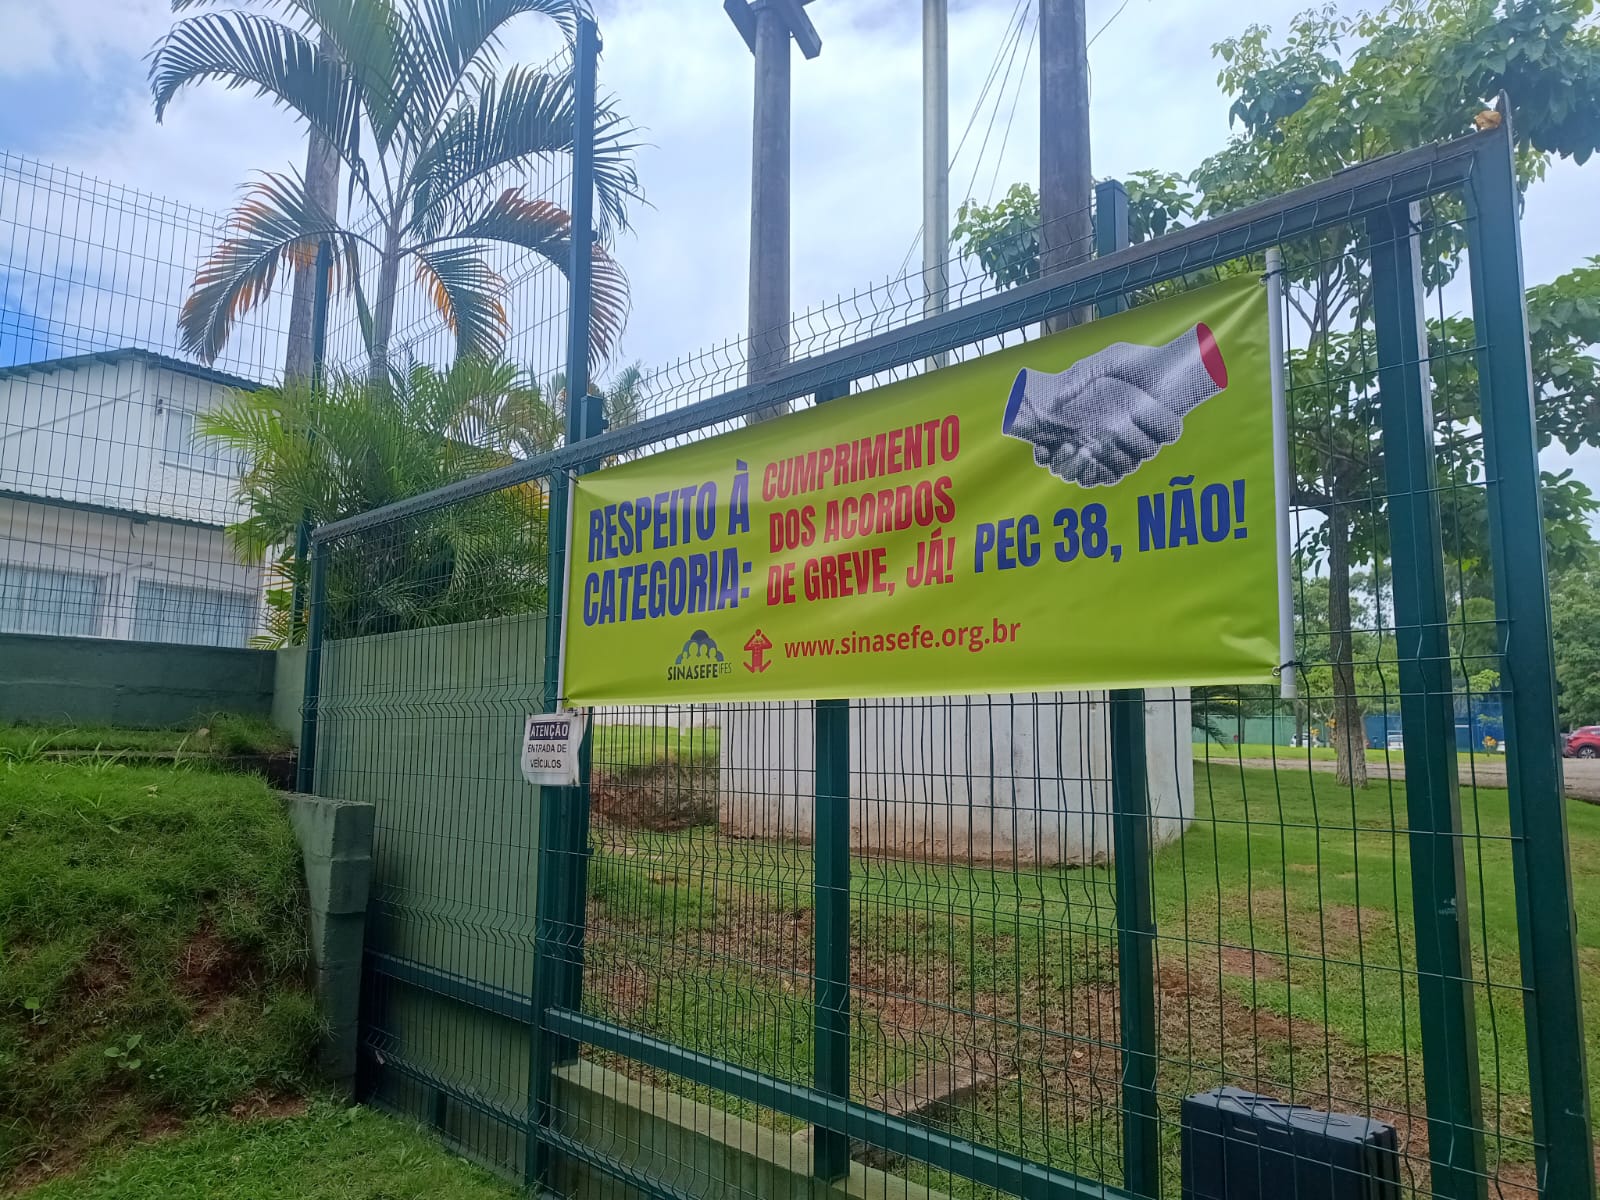 RESPEITO À
CATEGORIA:
CUMPRIMENTO
DOS ACORDOS
DE GREVE, JÁ!
PEC 38, NÃO!
SINASEFE IFES
www.sinasefe.org.br
ATENÇÃO
ENTRADA DE
VEÍCULOS